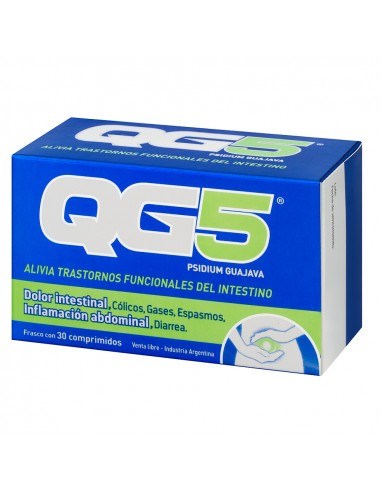 QG5
PSIDIUM GUAJAVA
ALIVIA TRASTORNOS FUNCIONALES DEL INTESTINO
QG5®
PSIDIUM GUAJAVA
ALIVIA TRASTORNOS FUNCIONALES DEL INTESTINO
Dolor intestinal, Cólicos, Gases, Espasmos,
Inflamación abdominal, Diarrea.
Frasco con 30 comprimidos
Venta libre - Industria Argentina